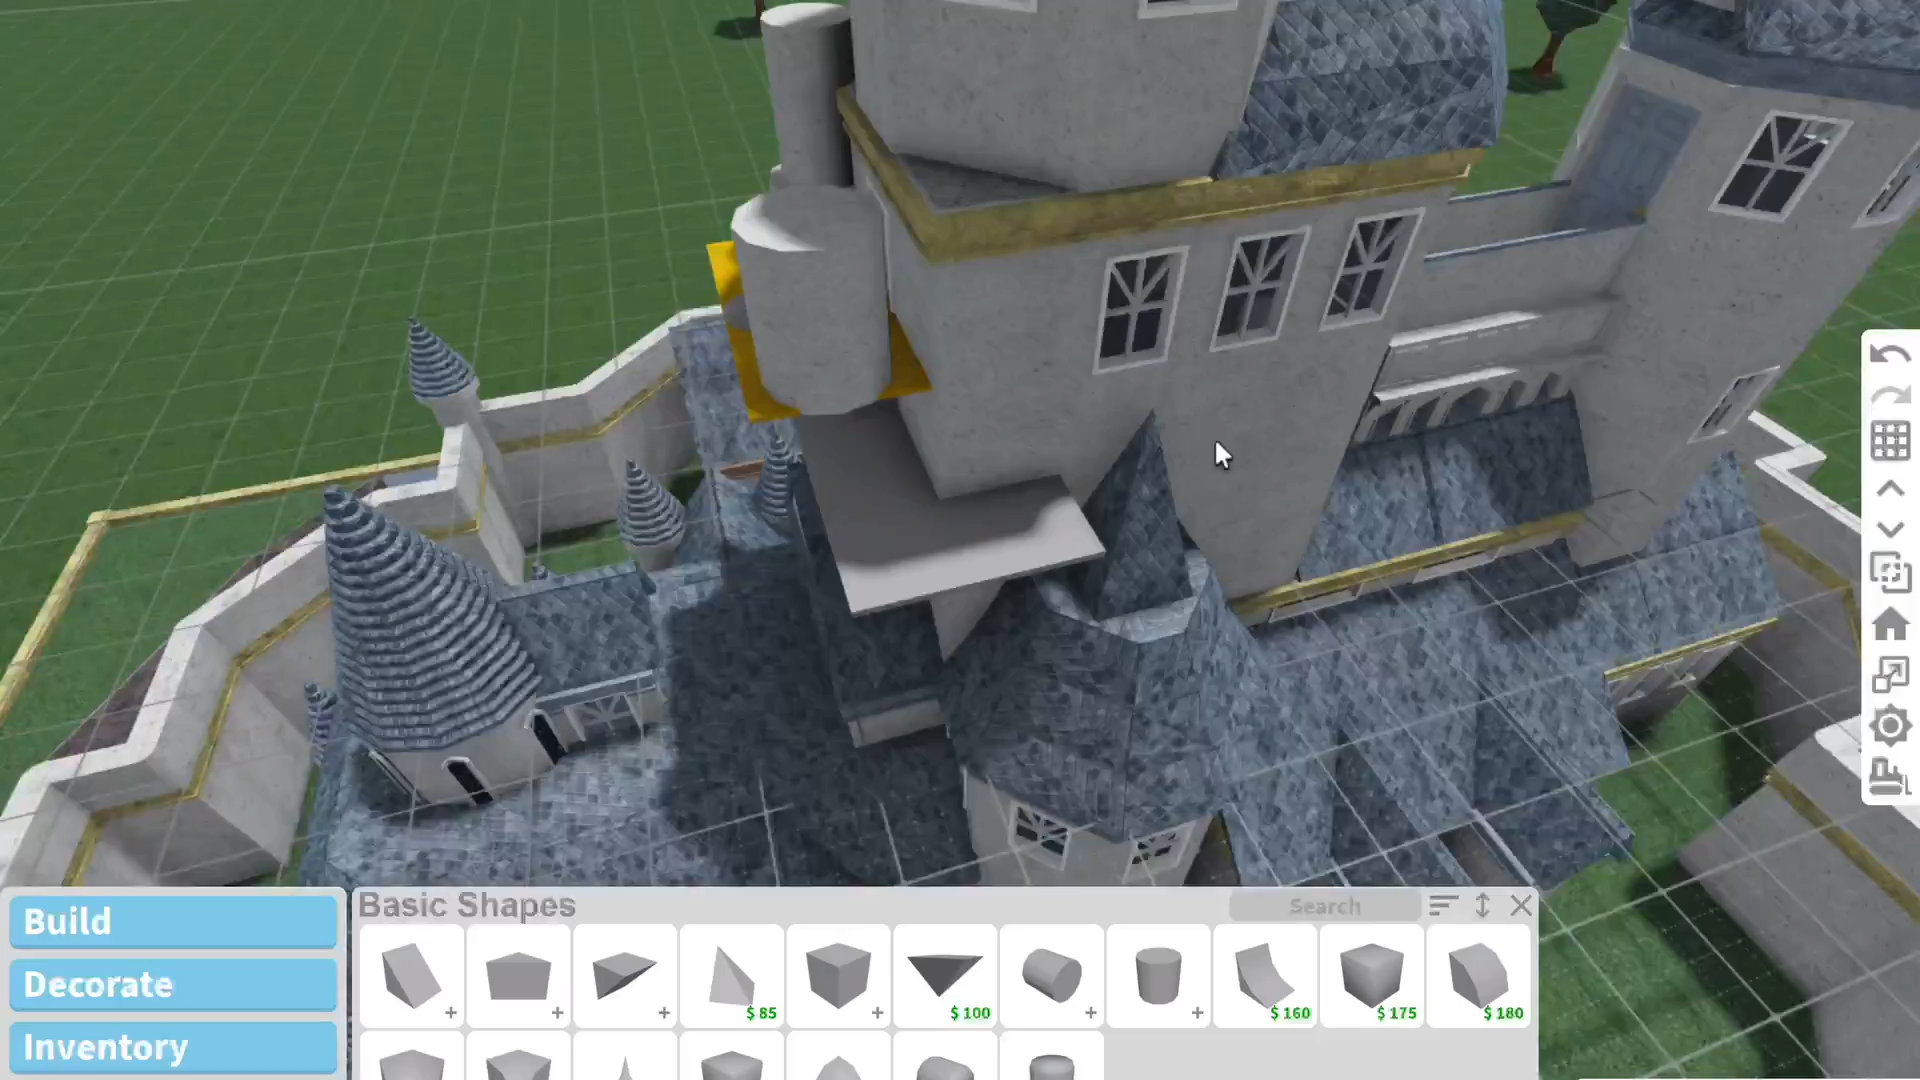 Build
Decorate
Inventory
Basic Shapes
Search
+
+
+
$ 85
+
$ 100
+
+
$ 160
$ 175
$ 180